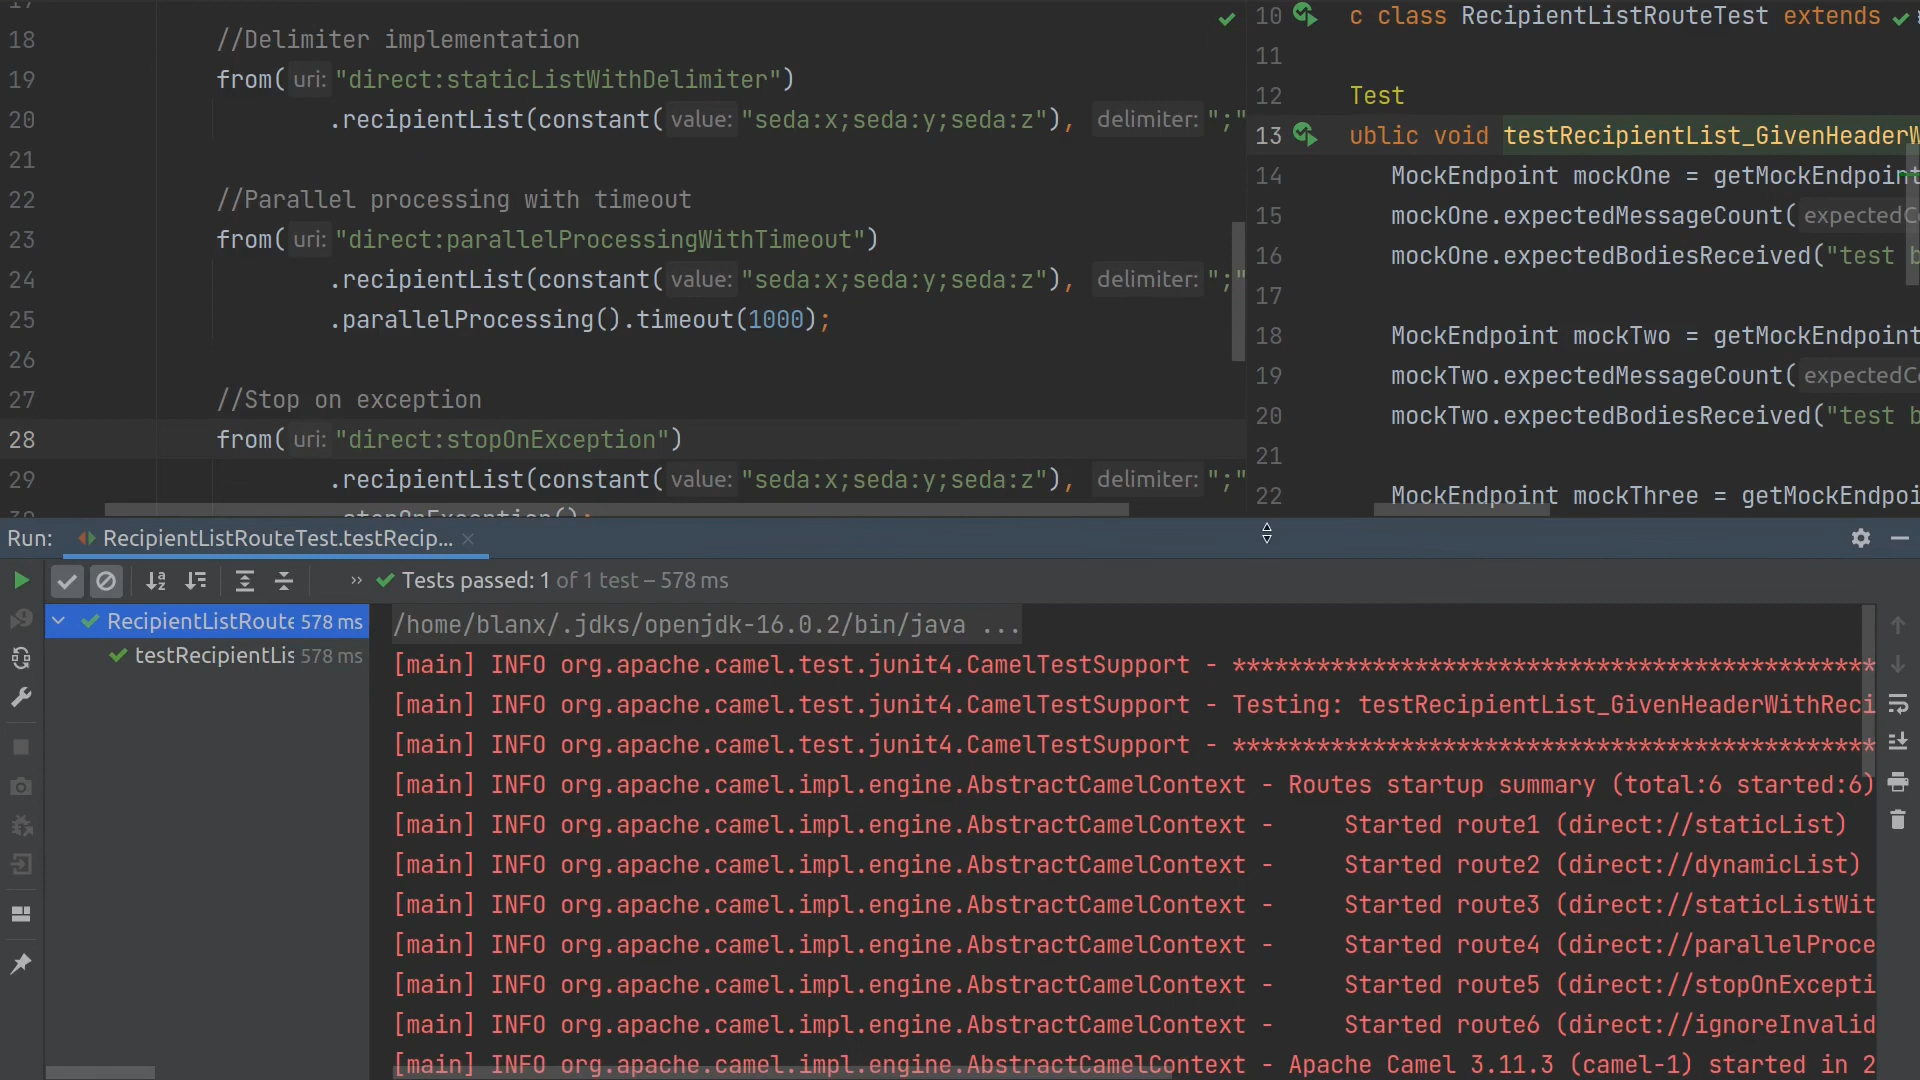 17
18 //Delimiter implementation
19 from( uri: "direct:staticListWithDelimiter")
20 .recipientList(constant( value: "seda:x;seda:y;seda:z"), delimiter: ";"
21
22 //Parallel processing with timeout
23 from( uri: "direct:parallelProcessingWithTimeout")
24 .recipientList(constant( value: "seda:x;seda:y;seda:z"), delimiter: ";"
25 .parallelProcessing().timeout(1000);
26
27 //Stop on exception
28 from( uri: "direct:stopOnException")
29 .recipientList(constant( value: "seda:x;seda:y;seda:z"), delimiter: ";"
30 .stopOnException();
10 c class RecipientListRouteTest extends
11
12 Test
13 ublic void testRecipientList_GivenHeaderW
14 MockEndpoint mockOne = getMockEndpoint
15 mockOne.expectedMessageCount( expectedCo
16 mockOne.expectedBodiesReceived("test b
17
18 MockEndpoint mockTwo = getMockEndpoint
19 mockTwo.expectedMessageCount( expectedCo
20 mockTwo.expectedBodiesReceived("test b
21
22 MockEndpoint mockThree = getMockEndpoi
Run: RecipientListRouteTest.testRecip...
Tests passed: 1 of 1 test – 578 ms
RecipientListRoute 578 ms
testRecipientLis 578 ms
/home/blanx/.jdks/openjdk-16.0.2/bin/java ...
[main] INFO org.apache.camel.test.junit4.CamelTestSupport - **********************************************
[main] INFO org.apache.camel.test.junit4.CamelTestSupport - Testing: testRecipientList_GivenHeaderWithReci
[main] INFO org.apache.camel.test.junit4.CamelTestSupport - **********************************************
[main] INFO org.apache.camel.impl.engine.AbstractCamelContext - Routes startup summary (total:6 started:6)
[main] INFO org.apache.camel.impl.engine.AbstractCamelContext - Started route1 (direct://staticList)
[main] INFO org.apache.camel.impl.engine.AbstractCamelContext - Started route2 (direct://dynamicList)
[main] INFO org.apache.camel.impl.engine.AbstractCamelContext - Started route3 (direct://staticListWit
[main] INFO org.apache.camel.impl.engine.AbstractCamelContext - Started route4 (direct://parallelProce
[main] INFO org.apache.camel.impl.engine.AbstractCamelContext - Started route5 (direct://stopOnExcepti
[main] INFO org.apache.camel.impl.engine.AbstractCamelContext - Started route6 (direct://ignoreInvalid
[main] INFO org.apache.camel.impl.engine.AbstractCamelContext - Apache Camel 3.11.3 (camel-1) started in 2